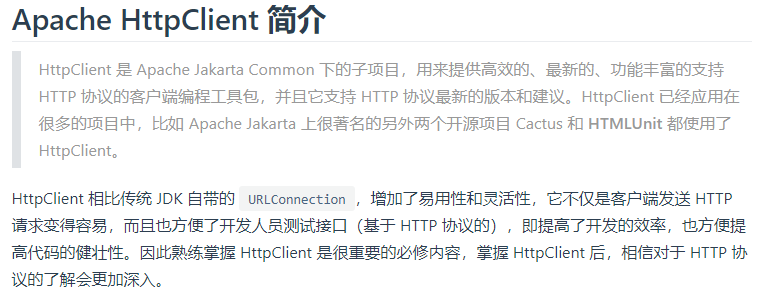 Apache HttpClient 简介
HttpClient 是 Apache Jakarta Common 下的子项目，用来提供高效的、最新的、功能丰富的支持
HTTP 协议的客户端编程工具包，并且它支持 HTTP 协议最新的版本和建议。HttpClient 已经应用在
很多的项目中，比如 Apache Jakarta 上很著名的另外两个开源项目 Cactus 和 HTMLUnit 都使用了
HttpClient。
HttpClient 相比传统 JDK 自带的 URLConnection ，增加了易用性和灵活性，它不仅是客户端发送 HTTP
请求变得容易，而且也方便了开发人员测试接口（基于 HTTP 协议的），即提高了开发的效率，也方便提
高代码的健壮性。因此熟练掌握 HttpClient 是很重要的必修内容，掌握 HttpClient 后，相信对于 HTTP 协
议的了解会更加深入。